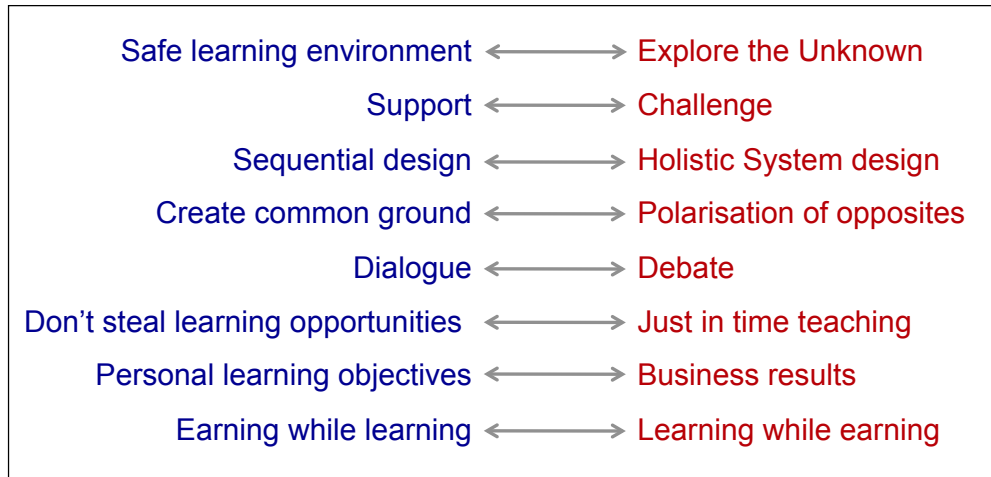 Safe learning environment Explore the Unknown
Support Challenge
Sequential design Holistic System design
Create common ground Polarisation of opposites
Dialogue Debate
Don't steal learning opportunities Just in time teaching
Personal learning objectives Business results
Earning while learning Learning while earning